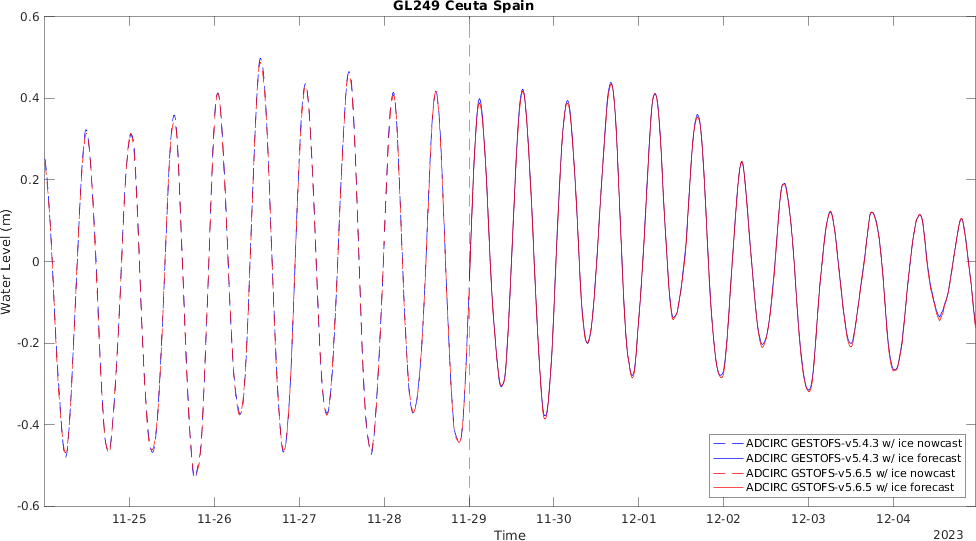 GL249 Ceuta Spain
0.6
0.4
0.2
0
-0.2
-0.4
-0.6
Water Level (m)
ADCIRC GESTOFS-v5.4.3 w/ ice nowcast
ADCIRC GESTOFS-v5.4.3 w/ ice forecast
ADCIRC GSTOFS-v5.6.5 w/ ice nowcast
ADCIRC GSTOFS-v5.6.5 w/ ice forecast
11-25 11-26 11-27 11-28 11-29 11-30 12-01 12-02 12-03 12-04
Time
2023